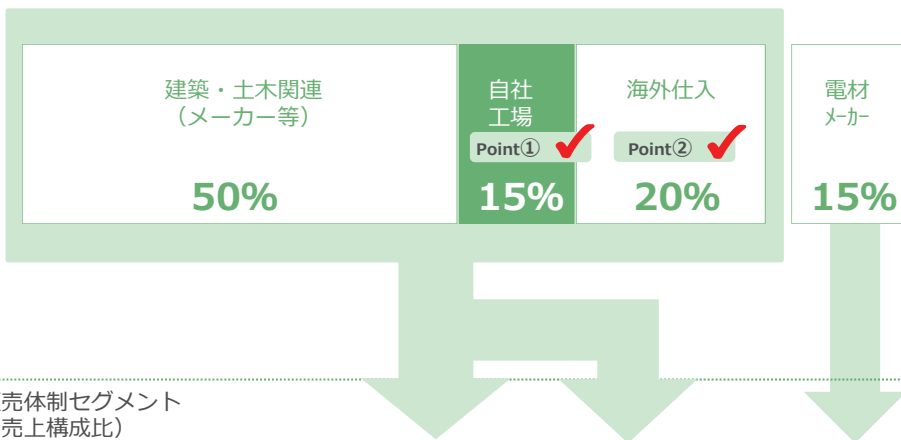 建築・土木関連
（メーカー等）
50%
自社
工場
Point①
15%
海外仕入
Point②
20%
電材
ﾒｰｶｰ
15%
売体制セグメント
売上構成比）